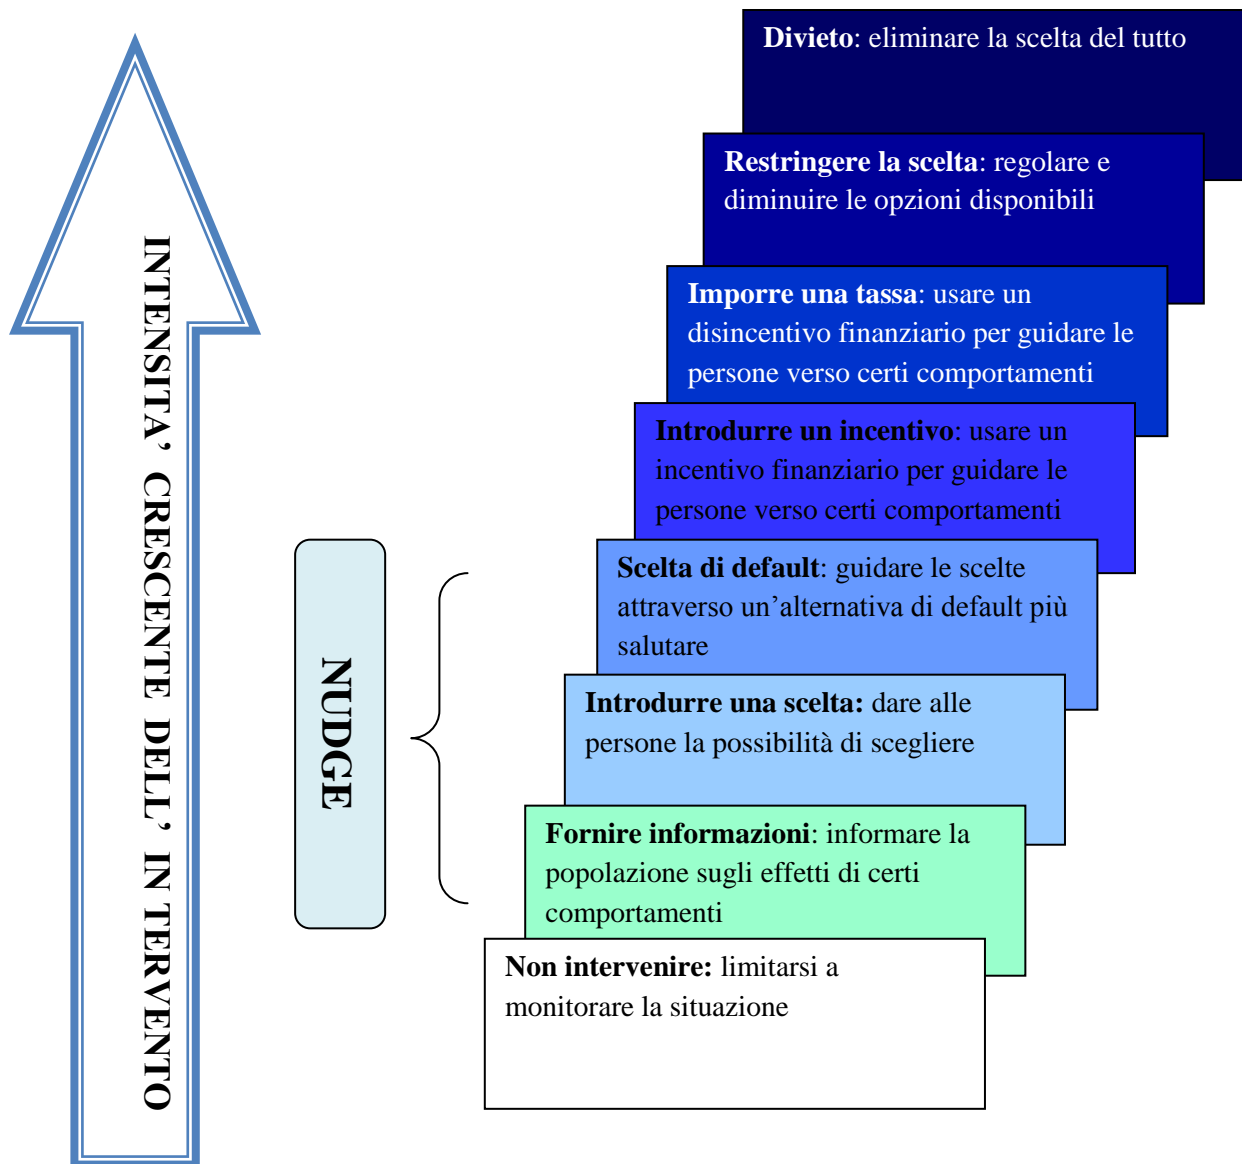 INTENSITA’ CRESCENTE DELL’ IN TERVENTO
NUDGE
Divieto: eliminare la scelta del tutto
Restringere la scelta: regolare e
diminuire le opzioni disponibili
Imporre una tassa: usare un
disincentivo finanziario per guidare le
persone verso certi comportamenti
Introdurre un incentivo: usare un
incentivo finanziario per guidare le
persone verso certi comportamenti
Scelta di default: guidare le scelte
attraverso un’alternativa di default più
salutare
Introdurre una scelta: dare alle
persone la possibilità di scegliere
Fornire informazioni: informare la
popolazione sugli effetti di certi
comportamenti
Non intervenire: limitarsi a
monitorare la situazione